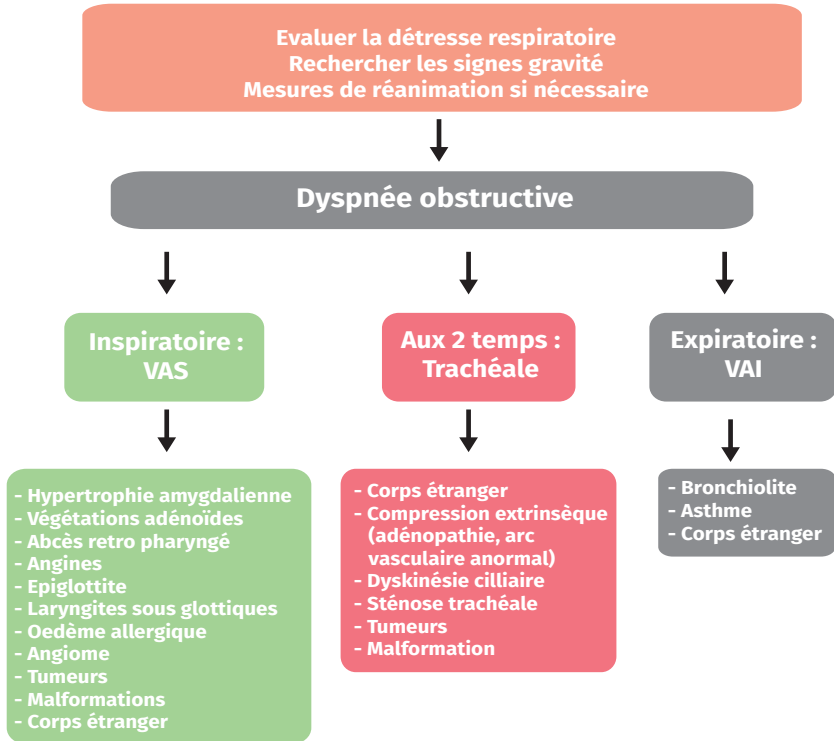 Evaluer la détresse respiratoire
Rechercher les signes gravité
Mesures de réanimation si nécessaire
Dyspnée obstructive
Inspiratoire :
VAS
Aux 2 temps :
Trachéale
Expiratoire :
VAI
- Hypertrophie amygdalienne
- Végétations adénoïdes
- Abcès retro pharyngé
- Angines
- Epiglottite
- Laryngites sous glottiques
- Oedème allergique
- Angiome
- Tumeurs
- Malformations
- Corps étranger
- Corps étranger
- Compression extrinsèque
(adénopathie, arc
vasculaire anormal)
- Dyskinésie cilliaire
- Sténose trachéale
- Tumeurs
- Malformation
- Bronchiolite
- Asthme
- Corps étranger